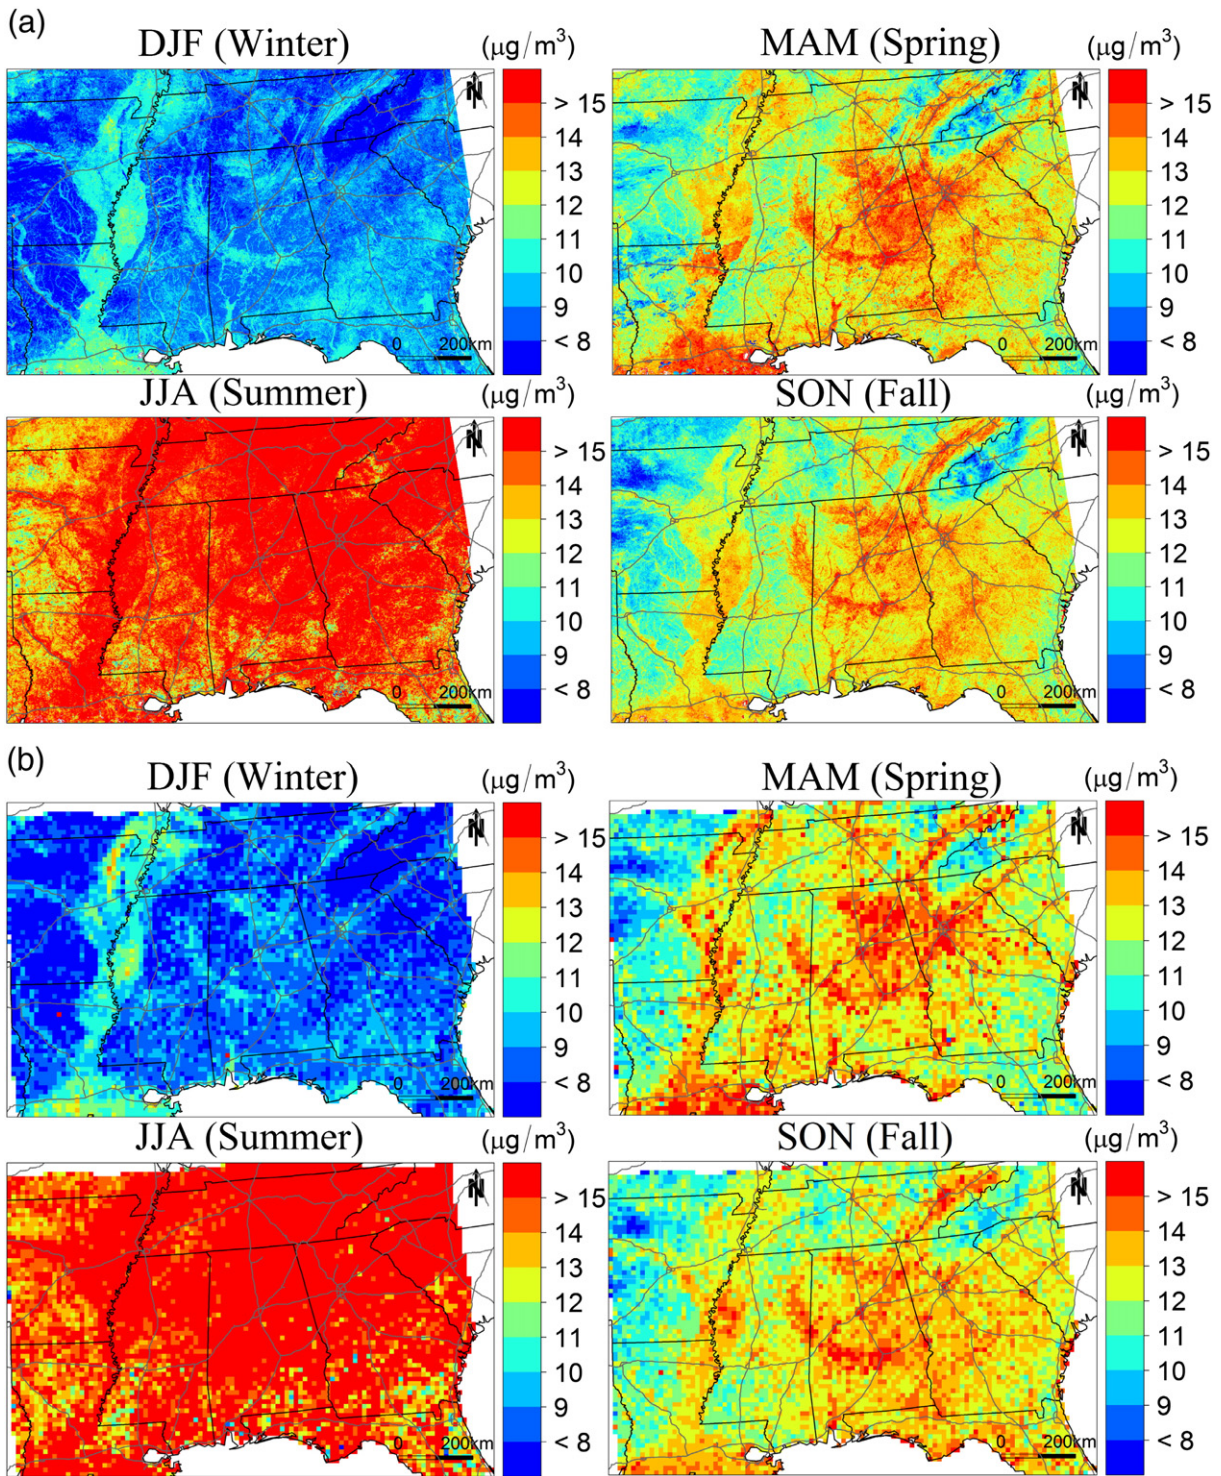 (a)
DJF (Winter) (μg/m³) MAM (Spring) (μg/m³)
N > 15 N > 15
14 14
13 13
12 12
11 11
10 10
9 9
0 200km < 8 0 200km < 8
JJA (Summer) (μg/m³) SON (Fall) (μg/m³)
N > 15 N > 15
14 14
13 13
12 12
11 11
10 10
9 9
0 200km < 8 0 200km < 8
(b)
DJF (Winter) (μg/m³) MAM (Spring) (μg/m³)
N > 15 N > 15
14 14
13 13
12 12
11 11
10 10
9 9
0 200km < 8 0 200km < 8
JJA (Summer) (μg/m³) SON (Fall) (μg/m³)
N > 15 N > 15
14 14
13 13
12 12
11 11
10 10
9 9
0 200km < 8 0 200km < 8